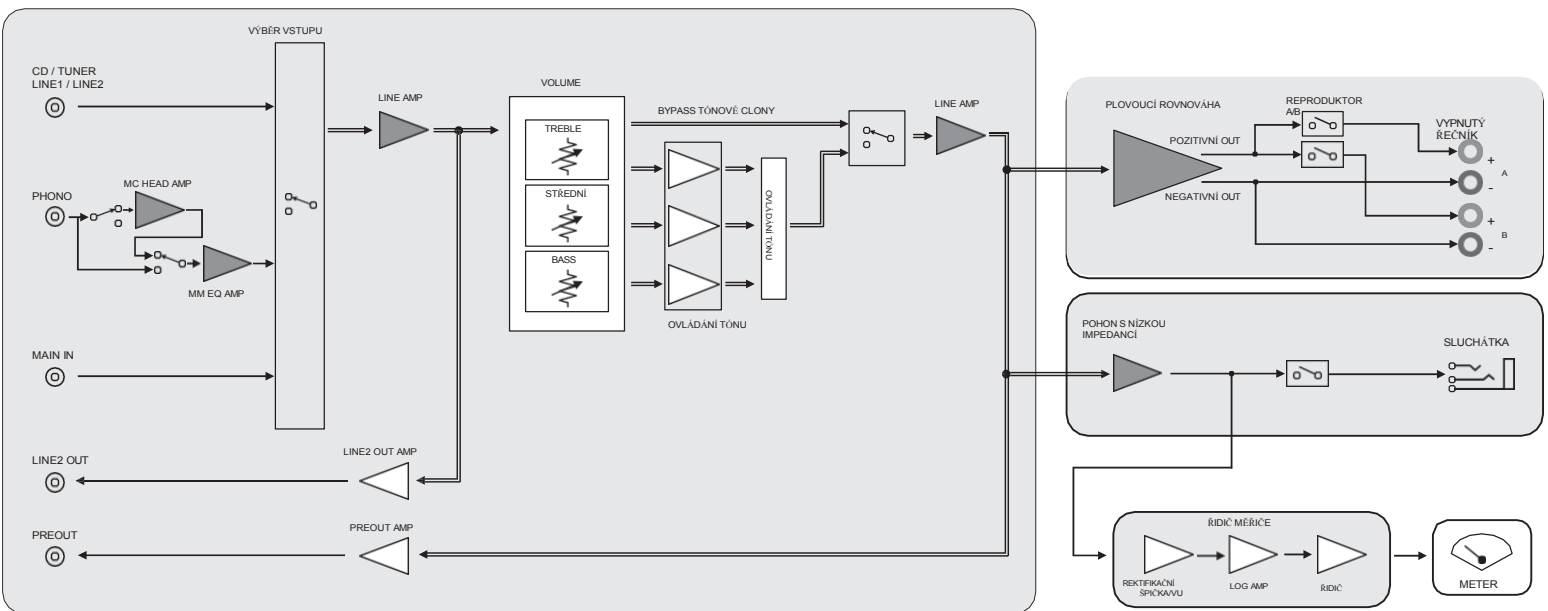 VÝBĚR VSTUPU
CD / TUNER
LINE1 / LINE2
LINE AMP
VOLUME
TREBLE
STŘEDNÍ
BASS
BYPASS TÓNOVÉ CLONY
OVLÁDÁNÍ TÓNU
OVLÁDÁNÍ TÓNU
LINE AMP
PHONO
MC HEAD AMP
MM EQ AMP
MAIN IN
LINE2 OUT
LINE2 OUT AMP
PREOUT
PREOUT AMP
PLOVOUCÍ ROVNOVÁHA
POZITIVNÍ OUT
NEGATIVNÍ OUT
REPRODUKTOR
A/B
VYPNUTÝ
ŘEČNÍK
+
A
-
+
B
-
POHON S NÍZKOU
IMPEDANCÍ
SLUCHÁTKA
ŘIDIČ MĚŘIČE
REKTIFIKAČNÍ
ŠPIČKA/VU
LOG AMP
ŘIDIČ
METER